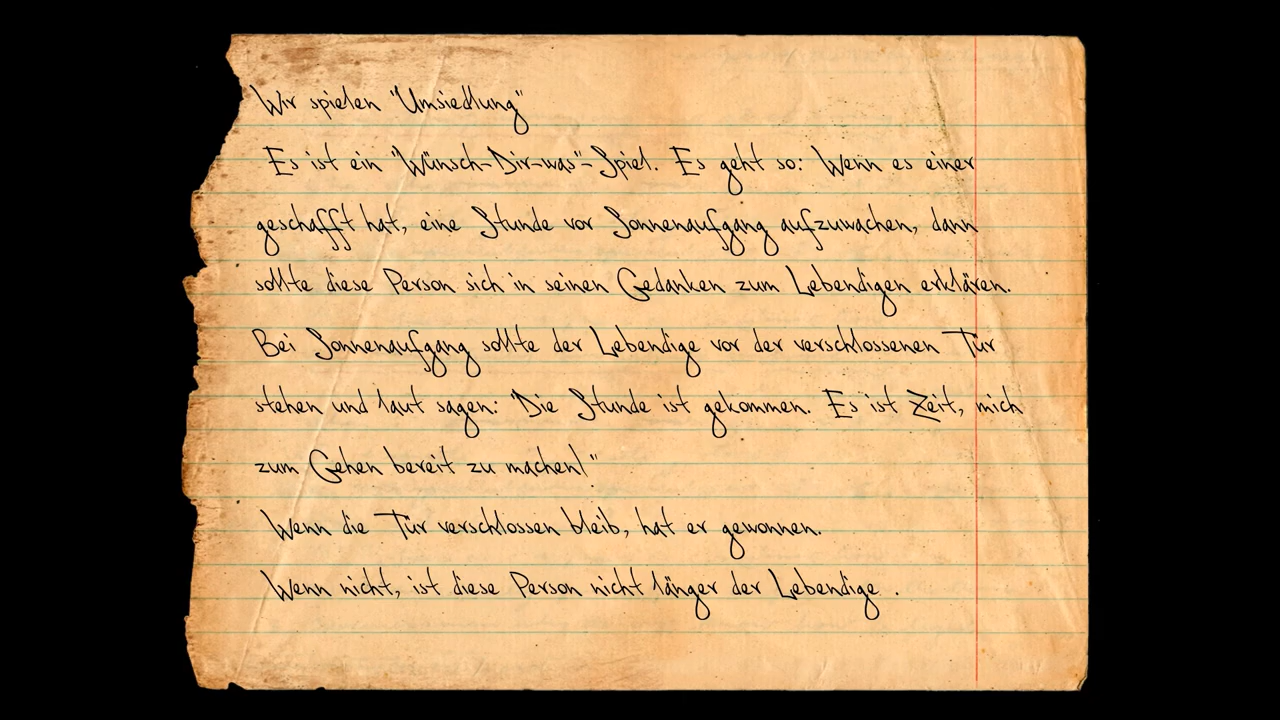 Wir spielen "Umsiedlung"
Es ist ein "Wünsch-Dir-was"-Spiel. Es geht so: Wenn es einer
geschafft hat, eine Stunde vor Sonnenaufgang aufzuwachen, dann
sollte diese Person sich in seinen Gedanken zum Lebendigen erklären.
Bei Sonnenaufgang sollte der Lebendige vor der verschlossenen Tür
stehen und laut sagen: "Die Stunde ist gekommen. Es ist Zeit, mich
zum Gehen bereit zu machen!"
Wenn die Tür verschlossen bleib, hat er gewonnen.
Wenn nicht, ist diese Person nicht länger der Lebendige .